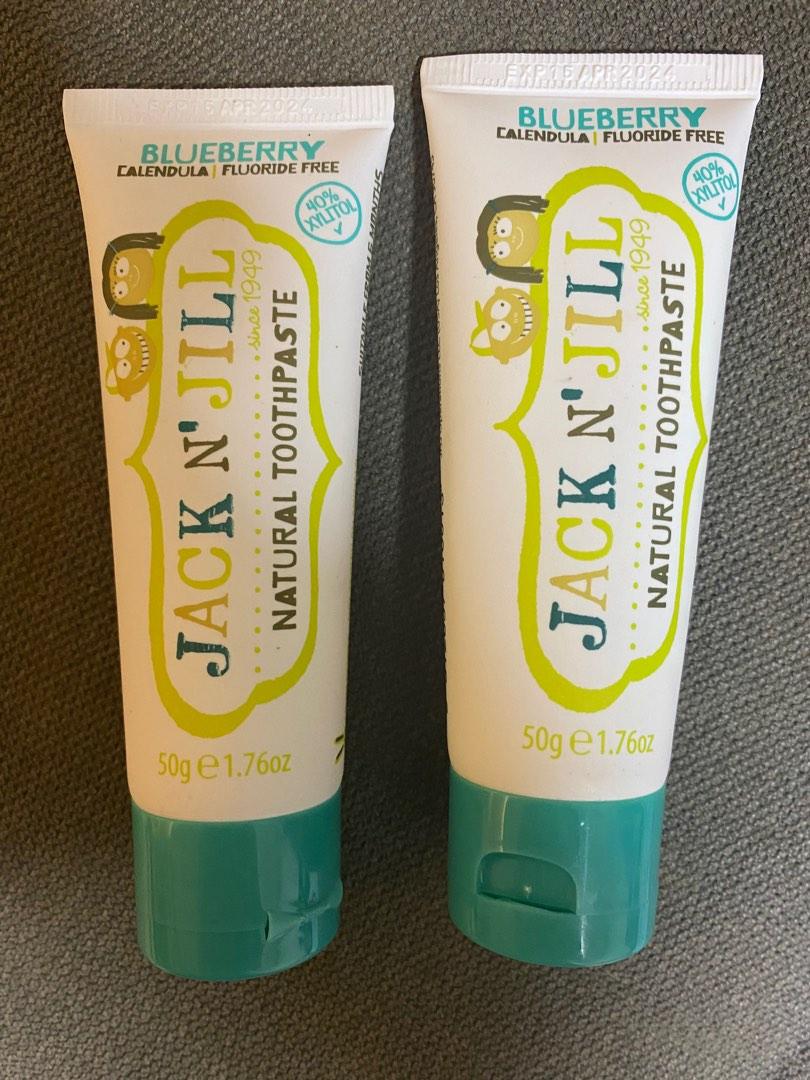 EXP 15 APR 2024
BLUEBERRY
CALENDULA | FLUORIDE FREE
40%
XYLITOL
JACK N' JILL
since 1949
NATURAL TOOTHPASTE
50g e 1.76oz
EXP 15 APR 2024
BLUEBERRY
CALENDULA | FLUORIDE FREE
40%
XYLITOL
JACK N' JILL
since 1949
NATURAL TOOTHPASTE
50g e 1.76oz